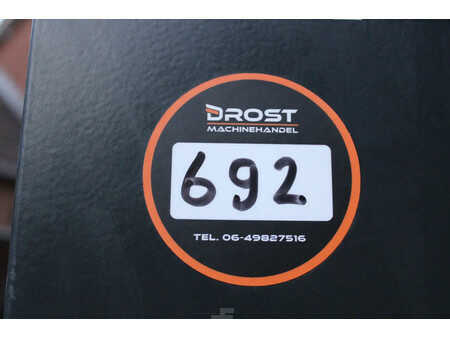 DROST
MACHINEHANDEL
692
TEL. 06-49827516